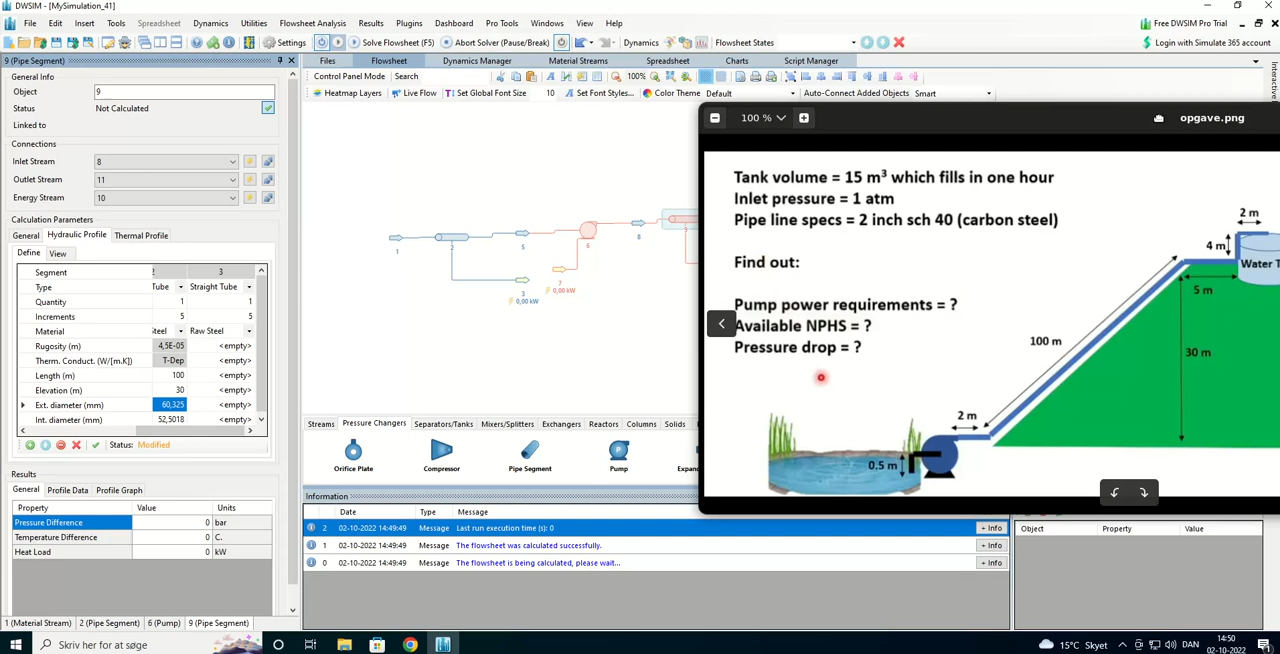 DWSIM - [MySimulation_41]
File Edit Insert Tools Spreadsheet Dynamics Utilities Flowsheet Analysis Results Plugins Dashboard Pro Tools Windows View Help
Free DWSIM Pro Trial
Settings Solve Flowsheet (F5) Abort Solver (Pause/Break) Dynamics Flowsheet States
Login with Simulate 365 account
9 (Pipe Segment)
Files Flowsheet Dynamics Manager Material Streams Spreadsheet Charts Script Manager
Control Panel Mode Search 100%
Heatmap Layers Live Flow Set Global Font Size 10 Set Font Styles... Color Theme Default Auto-Connect Added Objects Smart
General Info
Object 9
Status Not Calculated
Linked to
Connections
Inlet Stream 8
Outlet Stream 11
Energy Stream 10
Calculation Parameters
General Hydraulic Profile Thermal Profile
Define View
Segment 2 3
Type Tube Straight Tube
Quantity 1 1
Increments 5 5
Material Steel Raw Steel
Rugosity (m) 4,5E-05 <empty>
Therm. Conduct. (W/[m.K]) T-Dep <empty>
Length (m) 100 <empty>
Elevation (m) 30 <empty>
Ext. diameter (mm) 60,325 <empty>
Int. diameter (mm) 52,5018 <empty>
Status: Modified
Results
General Profile Data Profile Graph
Property Value Units
Pressure Difference 0 bar
Temperature Difference 0 C.
Heat Load 0 kW
1 (Material Stream) 2 (Pipe Segment) 6 (Pump) 9 (Pipe Segment)
1
2
5
6
8
3
0,00 kW
7
0,00 kW
100 %
opgave.png
Tank volume = 15 m³ which fills in one hour
Inlet pressure = 1 atm
Pipe line specs = 2 inch sch 40 (carbon steel)
Find out:
Pump power requirements = ?
Available NPHS = ?
Pressure drop = ?
2 m
4 m
Water T
5 m
100 m
30 m
2 m
0.5 m
Streams Pressure Changers Separators/Tanks Mixers/Splitters Exchangers Reactors Columns Solids
Orifice Plate Compressor Pipe Segment Pump Expan
Information
Date Type Message
2 02-10-2022 14:49:49 Message Last run execution time (s): 0 + Info
1 02-10-2022 14:49:49 Message The flowsheet was calculated successfully. + Info
0 02-10-2022 14:49:49 Message The flowsheet is being calculated, please wait... + Info
Object Property Value
Skriv her for at søge
15°C Skyet
DAN
14:50
02-10-2022